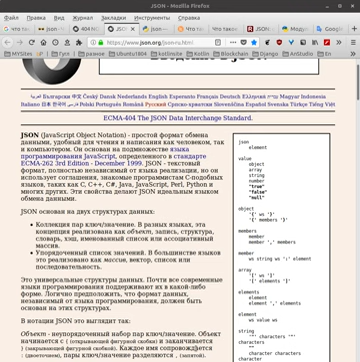 JSON - Mozilla Firefox
Файл Правка Вид Журнал Закладки Инструменты Справка
https://www.json.org/json-ru.html
MYSites УГ Fonts разное ubuntu1804 kotlinsite Kotlin Blockchain Django AntiStudio Eth
عربي Български 中文 Český Dansk Nederlands English Esperanto Français Deutsch Ελληνικά עברית Magyar Indonesia
Italiano 日本 한국어 فارسی Polski Português Română Русский Српско-хрватски Slovenščina Español Svenska Türkçe Tiếng Việt
ECMA-404 The JSON Data Interchange Standard.
JSON (JavaScript Object Notation) - простой формат обмена
данными, удобный для чтения и написания как человеком, так
и компьютером. Он основан на подмножестве языка
программирования JavaScript, определенного в стандарте
ECMA-262 3rd Edition - December 1999. JSON - текстовый
формат, полностью независимый от языка реализации, но он
использует соглашения, знакомые программистам C-подобных
языков, таких как C, C++, C#, Java, JavaScript, Perl, Python и
многих других. Эти свойства делают JSON идеальным языком
обмена данными.
JSON основан на двух структурах данных:
Коллекция пар ключ/значение. В разных языках, эта
концепция реализована как объект, запись, структура,
словарь, хэш, именованный список или ассоциативный
массив.
Упорядоченный список значений. В большинстве языков
это реализовано как массив, вектор, список или
последовательность.
Это универсальные структуры данных. Почти все современные
языки программирования поддерживают их в какой-либо
форме. Логично предположить, что формат данных,
независимый от языка программирования, должен быть
основан на этих структурах.
В нотации JSON это выглядит так:
Объект - неупорядоченный набор пар ключ/значение. Объект
начинается с { (открывающей фигурной скобки) и заканчивается
} (закрывающей фигурной скобкой). Каждое имя сопровождается
: (двоеточием), пары ключ/значение разделяются , (запятой).
json
element
value
object
array
string
number
"true"
"false"
"null"
object
'{' ws '}'
'{' members '}'
members
member
member ',' members
member
ws string ws ':' element
array
'[' ws ']'
'[' elements ']'
elements
element
element ',' elements
element
ws value ws
string
'"' characters '"'
characters
""
character characters
character